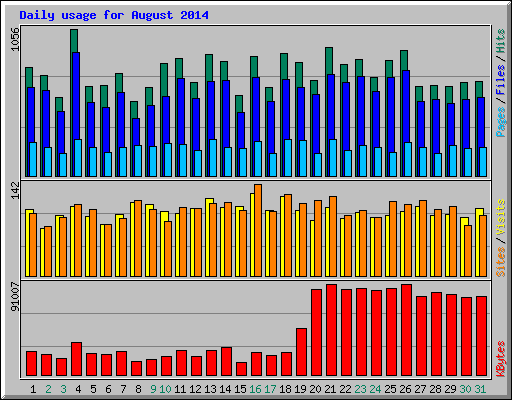 Daily usage for August 2014
1056
Pages / Files / Hits
142
Sites / Visits
91007
KBytes
1 2 3 4 5 6 7 8 9 10 11 12 13 14 15 16 17 18 19 20 21 22 23 24 25 26 27 28 29 30 31